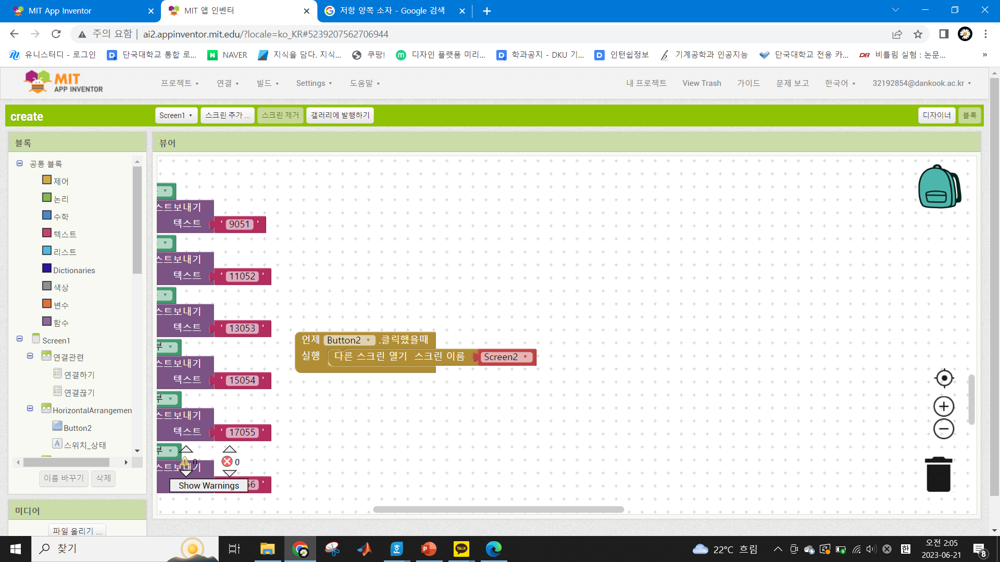 MIT App Inventor
MIT 앱 인벤터
저항 양쪽 소자 - Google 검색
주의 요함
ai2.appinventor.mit.edu/?locale=ko_KR#5239207562706944
유니스터디 - 로그인
단국대학교 통합 로...
NAVER
지식을 담다. 지식...
쿠팡!
디자인 플랫폼 미리...
학과공지 - DKU 기...
인턴쉽정보
기계공학과 인공지능
단국대학교 전용 카...
DB
비틀림 실험 : 논문...
»
MIT
APP INVENTOR
프로젝트
연결
빌드
Settings
도움말
내 프로젝트
View Trash
가이드
문제 보고
한국어
32192854@dankook.ac.kr
create
Screen1
스크린 추가 ...
스크린 제거
갤러리에 발행하기
디자이너
블록
블록
뷰어
공통 블록
제어
논리
수학
텍스트
리스트
Dictionaries
색상
변수
함수
Screen1
연결관련
연결하기
연결끊기
HorizontalArrangemen
Button2
스위치_상태
이름 바꾸기
삭제
미디어
파일 올리기 ...
스트보내기
텍스트 ' 9051 '
스트보내기
텍스트 ' 11052 '
스트보내기
텍스트 ' 13053 '
부
스트보내기
텍스트 ' 15054 '
부
스트보내기
텍스트 ' 17055 '
부
스트보내기
56 '
언제 Button2 .클릭했을때
실행 다른 스크린 열기 스크린 이름 Screen2
0
0
Show Warnings
찾기
호
P
TALK
22°C 흐림
한
오전 2:05
2023-06-21
8